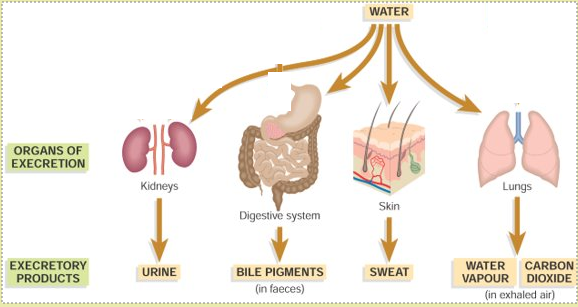 WATER
ORGANS OF
EXECRETION
Kidneys
Digestive system
Skin
Lungs
EXECRETORY
PRODUCTS
URINE
BILE PIGMENTS
(in faeces)
SWEAT
WATER
VAPOUR
CARBON
DIOXIDE
(in exhaled air)